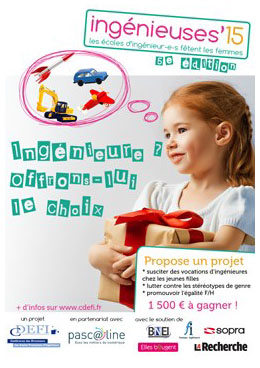 ingénieuses'15
les écoles d'ingénieur-e-s fêtent les femmes
5e édition
Ingénieure ?
Offrons-lui
le choix
Propose un projet
* susciter des vocations d'ingénieures
chez les jeunes filles
* lutter contre les stéréotypes de genre
* promouvoir l'égalité F/H
1 500 € à gagner !
+ d'infos sur www.cdefi.fr
un projet
en partenariat avec
avec le soutien de
CDEFI
pasc@line
BNEI
sopra
Elles bougent
La Recherche